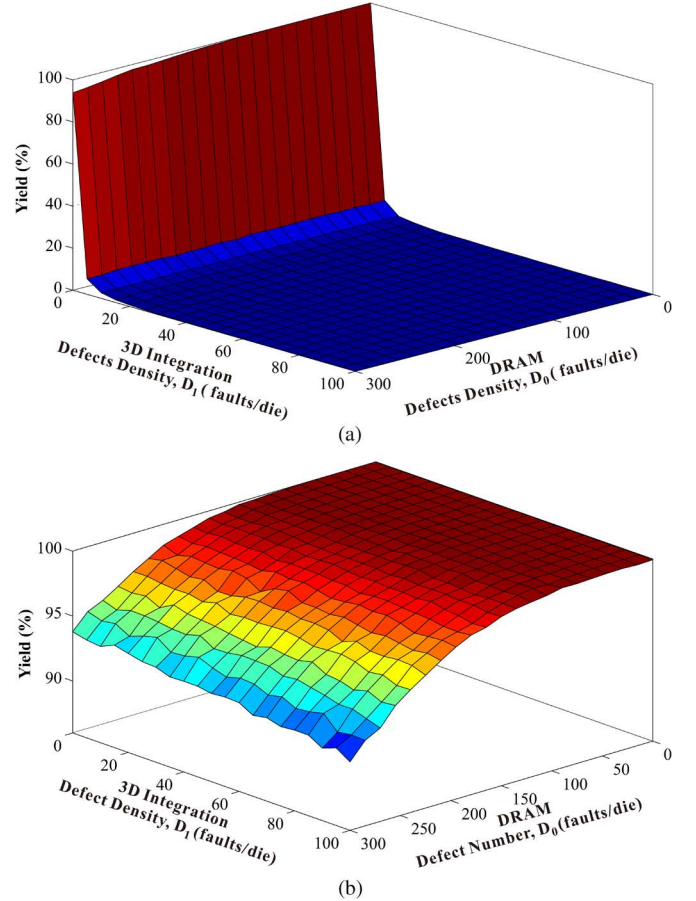 100
80
60
40
20
0
Yield (%)
0
20
40
60
80
100
3D Integration
Defects Density, D1 ( faults/die)
300
200
100
0
DRAM
Defects Density, D0 ( faults/die)
(a)
100
95
90
Yield (%)
0
20
40
60
80
100
3D Integration
Defect Density, D1 (faults/die)
300
250
200
150
100
50
0
DRAM
Defect Number, D0 (faults/die)
(b)